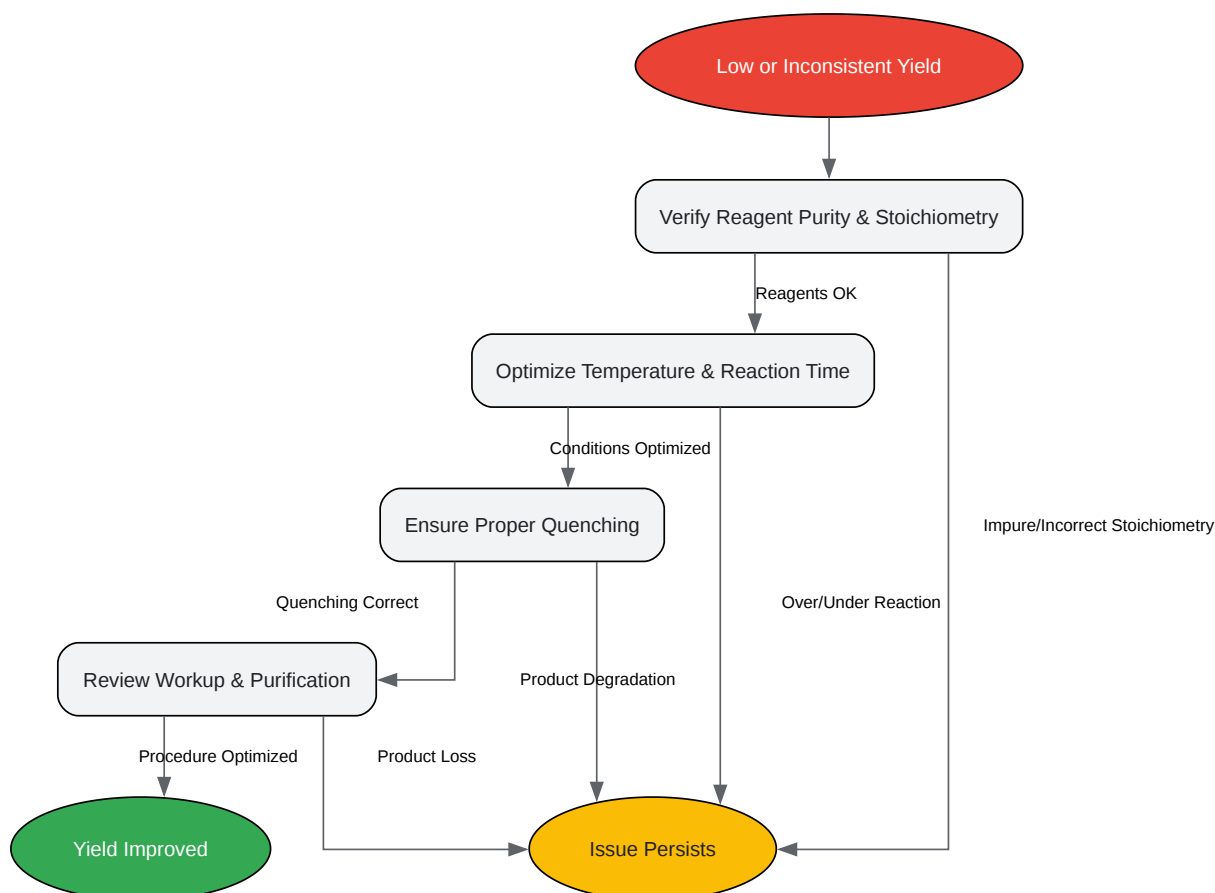 Low or Inconsistent Yield
Verify Reagent Purity & Stoichiometry
Reagents OK
Optimize Temperature & Reaction Time
Conditions Optimized
Ensure Proper Quenching
Impure/Incorrect Stoichiometry
Quenching Correct
Over/Under Reaction
Review Workup & Purification
Product Degradation
Procedure Optimized
Product Loss
Yield Improved
Issue Persists